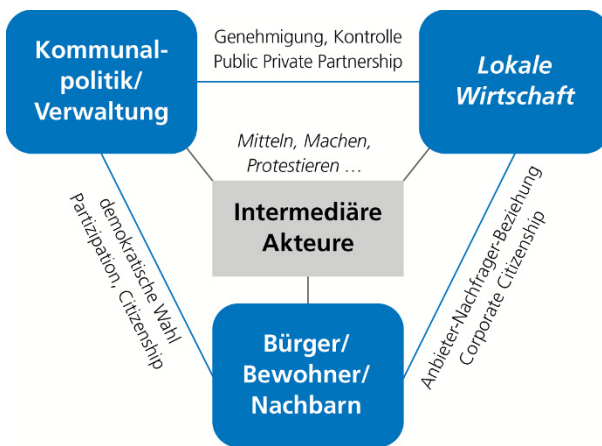 Kommunal-
politik/
Verwaltung
Genehmigung, Kontrolle
Public Private Partnership
Lokale
Wirtschaft
Mitteln, Machen,
Protestieren …
Intermediäre
Akteure
demokratische Wahl
Partizipation, Citizenship
Anbieter-Nachfrager-Beziehung
Corporate Citizenship
Bürger/
Bewohner/
Nachbarn